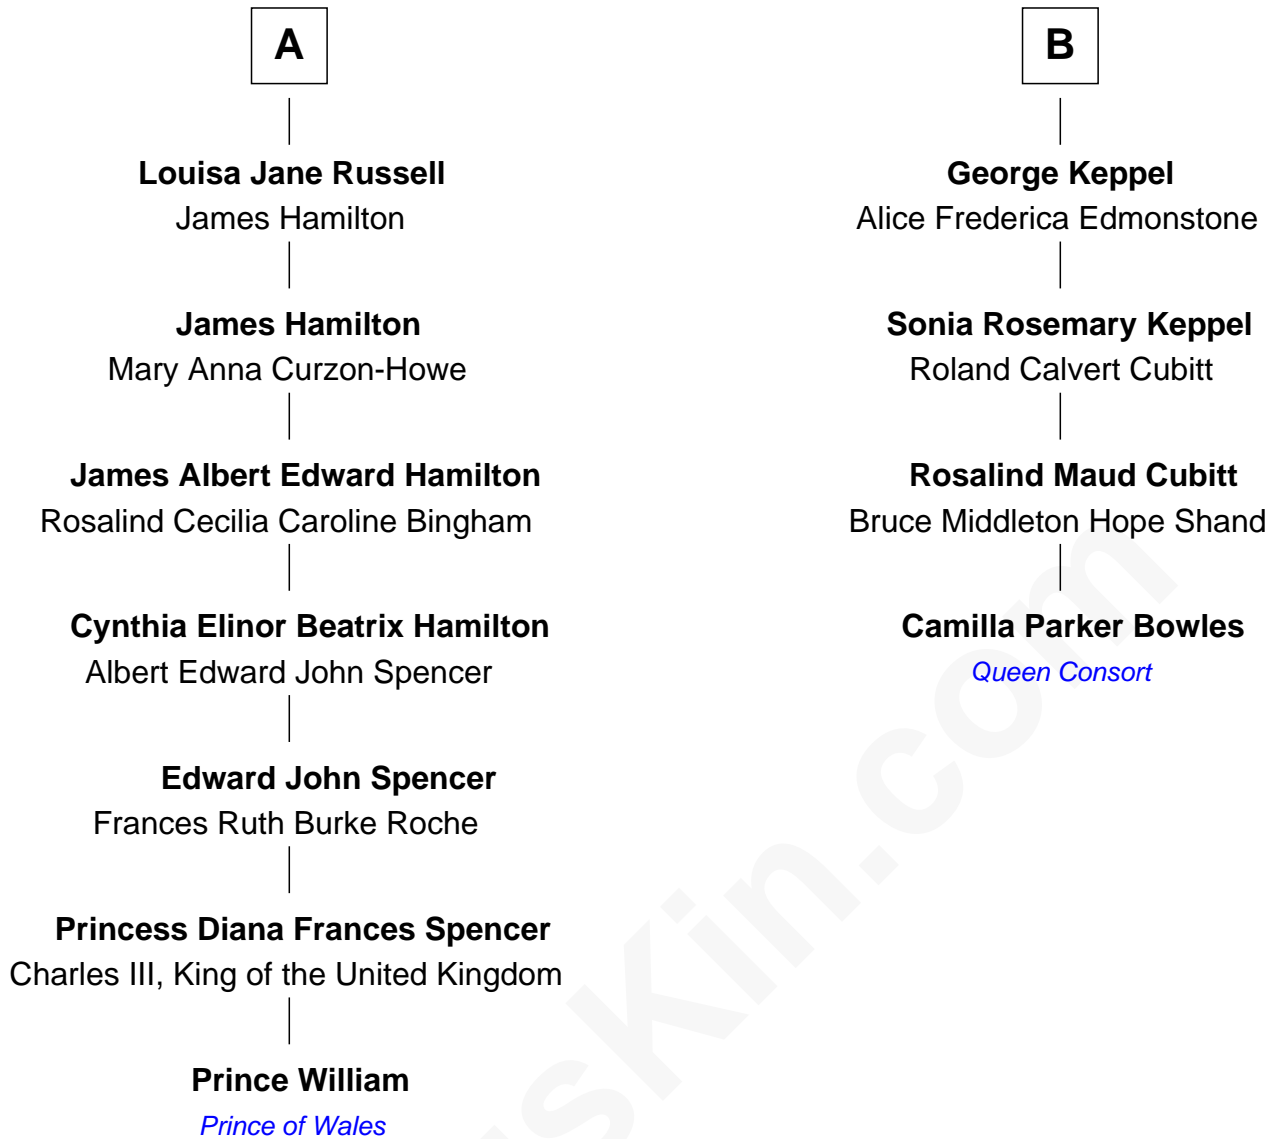 A
Louisa Jane Russell
James Hamilton
James Hamilton
Mary Anna Curzon-Howe
James Albert Edward Hamilton
Rosalind Cecilia Caroline Bingham
Cynthia Elinor Beatrix Hamilton
Albert Edward John Spencer
Edward John Spencer
Frances Ruth Burke Roche
Princess Diana Frances Spencer
Charles III, King of the United Kingdom
Prince William
Prince of Wales
B
George Keppel
Alice Frederica Edmonstone
Sonia Rosemary Keppel
Roland Calvert Cubitt
Rosalind Maud Cubitt
Bruce Middleton Hope Shand
Camilla Parker Bowles
Queen Consort